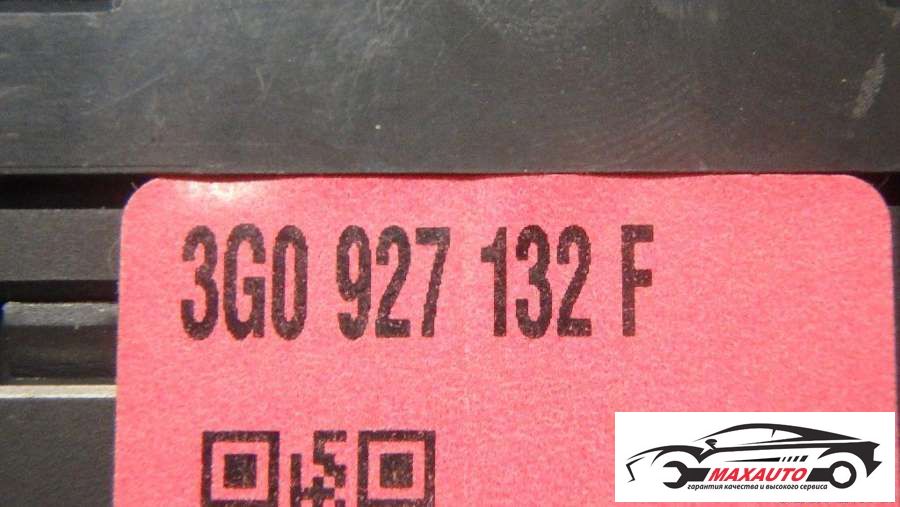 3G0 927 132 F
MAXAUTO
гарантия качества и высокого сервиса